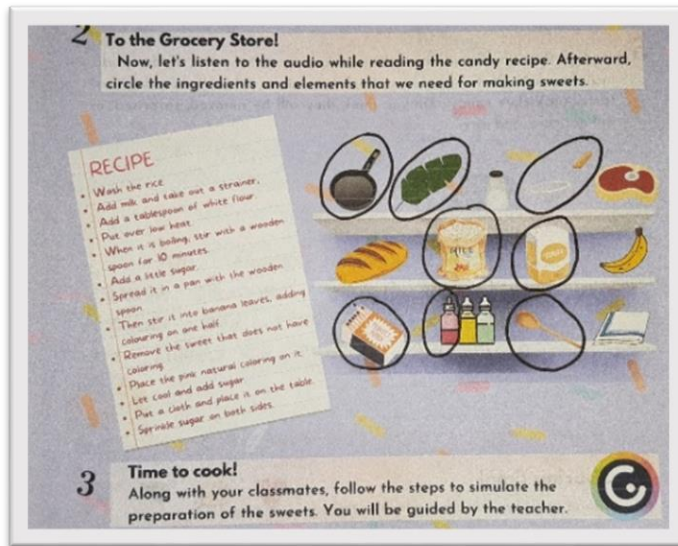 2 To the Grocery Store!
Now, let's listen to the audio while reading the candy recipe. Afterward,
circle the ingredients and elements that we need for making sweets.
RECIPE
• Wash the rice
• Add milk and take out a strainer,
• Add a tablespoon of white flour.
• Put over low heat.
• When it is boiling, stir with a wooden
spoon for 10 minutes.
• Add a little sugar.
• Spread it in a pan with the wooden
spoon
• Then stir it into banana leaves, adding
colouring on one half
• Remove the sweet that does not have
coloring.
• Place the pink natural coloring on it.
• Let cool and add sugar.
• Put a cloth and place it on the table.
• Sprinkle sugar on both sides.
3 Time to cook!
Along with your classmates, follow the steps to simulate the
preparation of the sweets. You will be guided by the teacher.